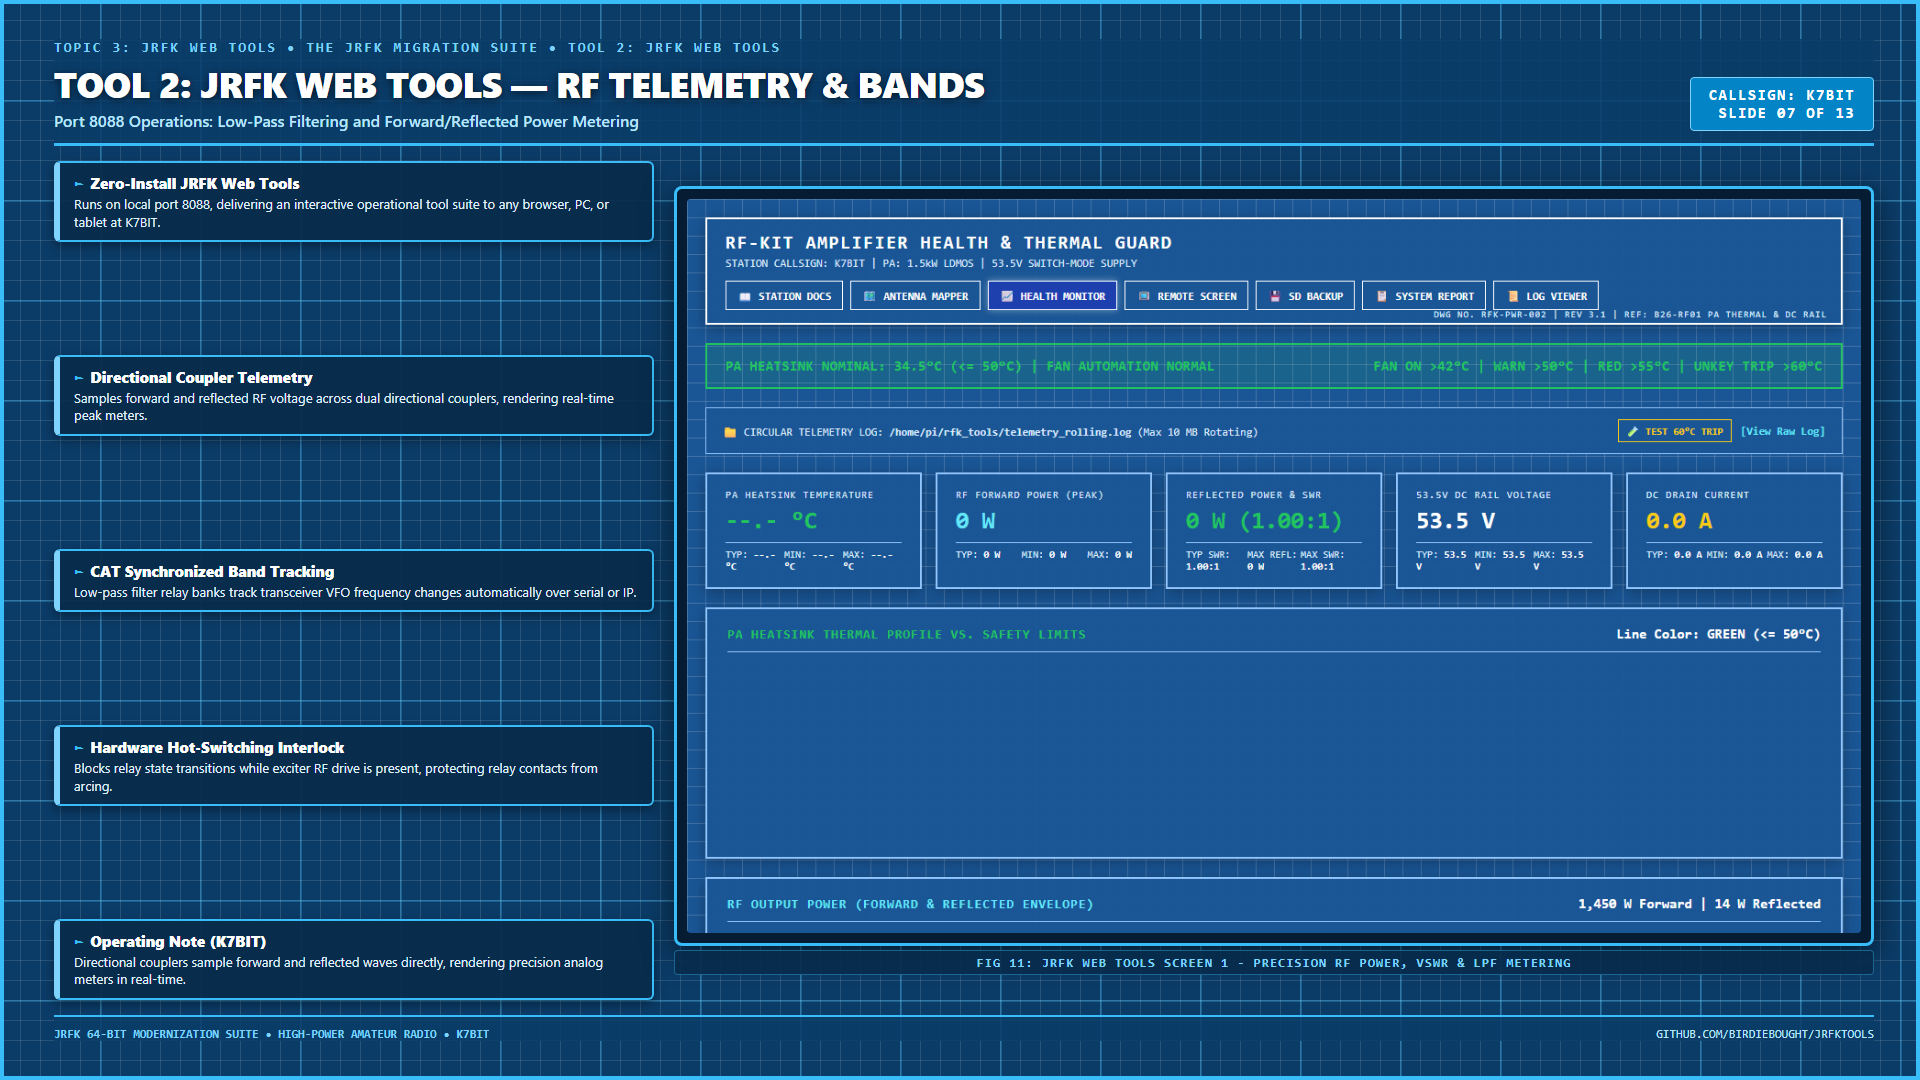 TOPIC 3: JRFK WEB TOOLS ● THE JRFK MIGRATION SUITE ● TOOL 2: JRFK WEB TOOLS
TOOL 2: JRFK WEB TOOLS — RF TELEMETRY & BANDS
Port 8088 Operations: Low-Pass Filtering and Forward/Reflected Power Metering
CALLSIGN: K7BIT
SLIDE 07 OF 13
► Zero-Install JRFK Web Tools
Runs on local port 8088, delivering an interactive operational tool suite to any browser, PC, or
tablet at K7BIT.
► Directional Coupler Telemetry
Samples forward and reflected RF voltage across dual directional couplers, rendering real-time
peak meters.
► CAT Synchronized Band Tracking
Low-pass filter relay banks track transceiver VFO frequency changes automatically over serial or IP.
► Hardware Hot-Switching Interlock
Blocks relay state transitions while exciter RF drive is present, protecting relay contacts from
arcing.
► Operating Note (K7BIT)
Directional couplers sample forward and reflected waves directly, rendering precision analog
meters in real-time.
RF-KIT AMPLIFIER HEALTH & THERMAL GUARD
STATION CALLSIGN: K7BIT | PA: 1.5kW LDMOS | 53.5V SWITCH-MODE SUPPLY
STATION DOCS ANTENNA MAPPER HEALTH MONITOR REMOTE SCREEN SD BACKUP SYSTEM REPORT LOG VIEWER
DWG NO. RFK-PWR-002 | REV 3.1 | REF: B26-RF01 PA THERMAL & DC RAIL
PA HEATSINK NOMINAL: 34.5°C (<= 50°C) | FAN AUTOMATION NORMAL FAN ON >42°C | WARN >50°C | RED >55°C | UNKEY TRIP >60°C
CIRCULAR TELEMETRY LOG: /home/pi/rfk_tools/telemetry_rolling.log (Max 10 MB Rotating) TEST 60°C TRIP [View Raw Log]
PA HEATSINK TEMPERATURE
--.- °C
TYP: --.- °C MIN: --.- °C MAX: --.- °C
RF FORWARD POWER (PEAK)
0 W
TYP: 0 W MIN: 0 W MAX: 0 W
REFLECTED POWER & SWR
0 W (1.00:1)
TYP SWR: 1.00:1 MAX REFL: 0 W MAX SWR: 1.00:1
53.5V DC RAIL VOLTAGE
53.5 V
TYP: 53.5 V MIN: 53.5 V MAX: 53.5 V
DC DRAIN CURRENT
0.0 A
TYP: 0.0 A MIN: 0.0 A MAX: 0.0 A
PA HEATSINK THERMAL PROFILE VS. SAFETY LIMITS Line Color: GREEN (<= 50°C)
RF OUTPUT POWER (FORWARD & REFLECTED ENVELOPE) 1,450 W Forward | 14 W Reflected
FIG 11: JRFK WEB TOOLS SCREEN 1 - PRECISION RF POWER, VSWR & LPF METERING
JRFK 64-BIT MODERNIZATION SUITE ● HIGH-POWER AMATEUR RADIO ● K7BIT
GITHUB.COM/BIRDIEBOUGHT/JRFKTOOLS